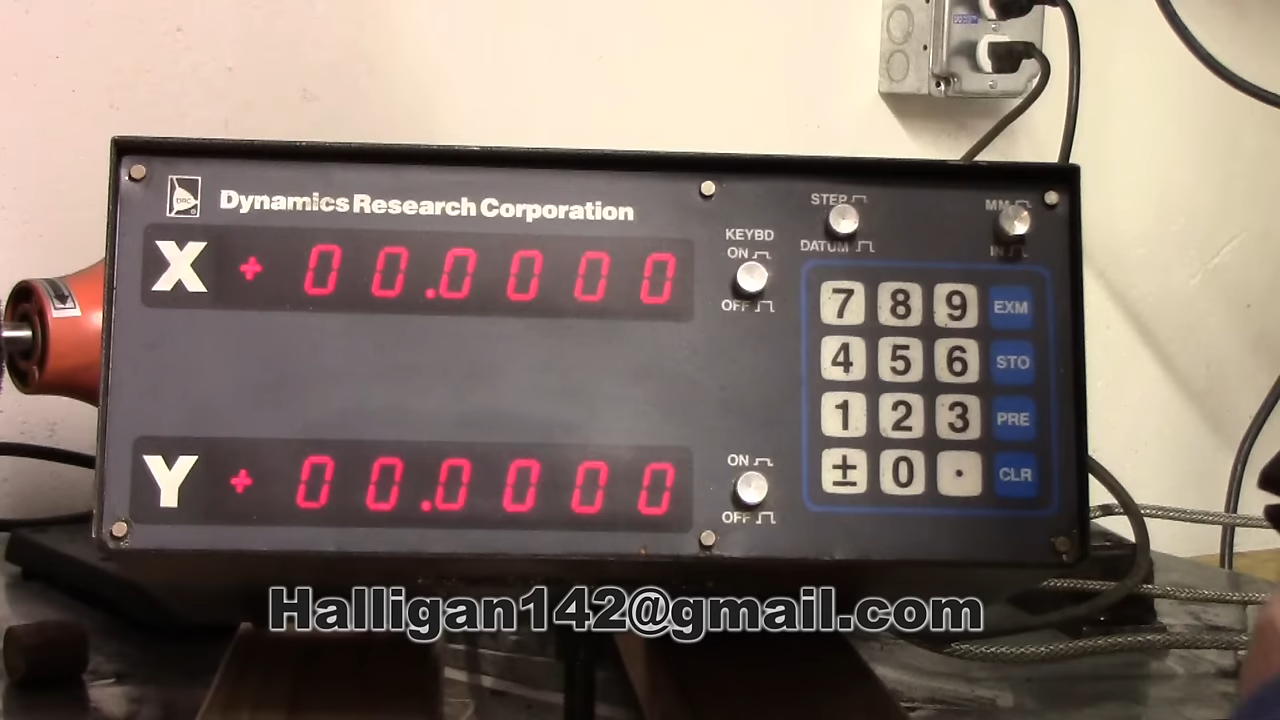 DRC
Dynamics Research Corporation
X + 00.0000
Y + 00.0000
KEYBD
ON
OFF
ON
OFF
STEP
DATUM
MM
IN
7 8 9 EXM
4 5 6 STO
1 2 3 PRE
± 0 . CLR
Halligan142@gmail.com